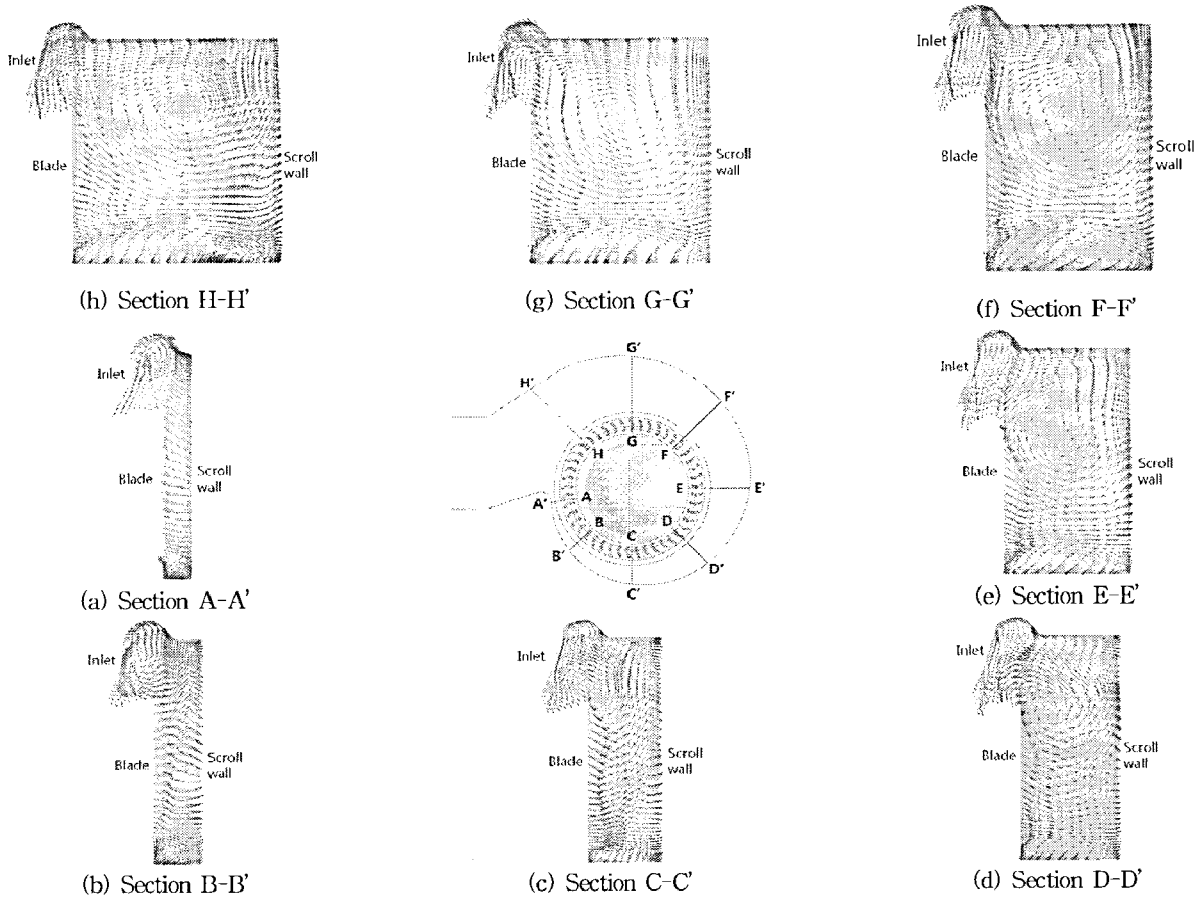 Inlet
Blade
Scroll
wall
(h) Section H-H'
Inlet
Blade
Scroll
wall
(g) Section G-G'
Inlet
Blade
Scroll
wall
(f) Section F-F'
Inlet
Blade
Scroll
wall
(a) Section A-A'
G'
H'
F'
G
H
F
A'
A
E
E'
B
D
B'
C
D'
C'
Inlet
Blade
Scroll
wall
(e) Section E-E'
Inlet
Blade
Scroll
wall
(b) Section B-B'
Inlet
Blade
Scroll
wall
(c) Section C-C'
Inlet
Blade
Scroll
wall
(d) Section D-D'